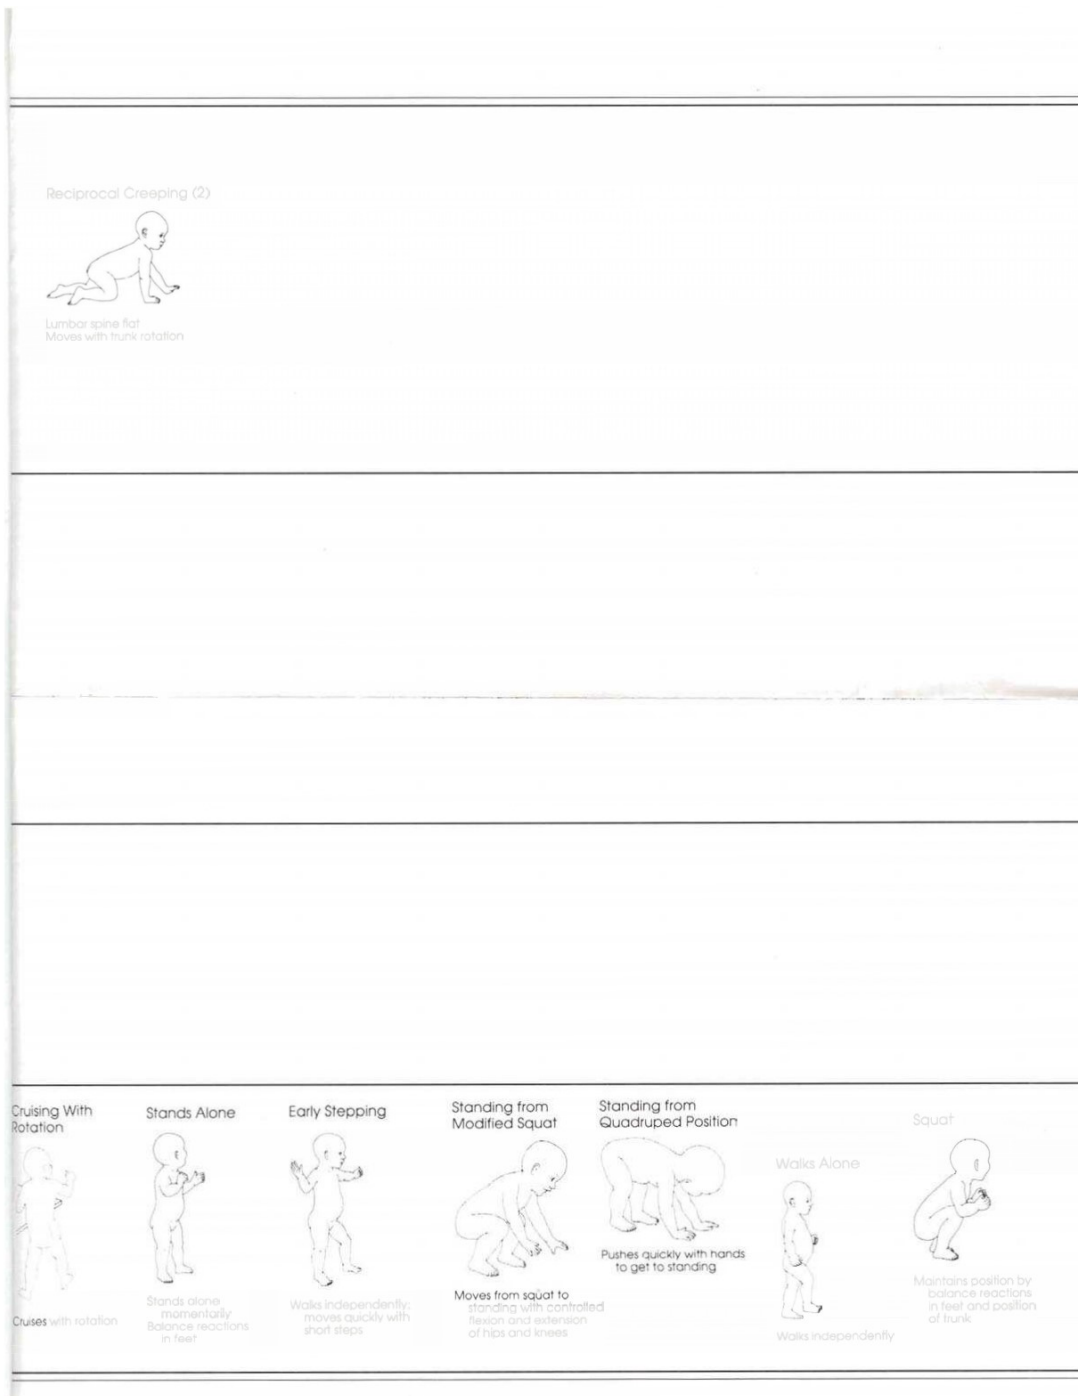 Reciprocal Creeping (2)
Lumbar spine flat
Moves with trunk rotation
Cruising With
Rotation
Cruises with rotation
Stands Alone
Stands alone
momentarily
Balance reactions
in feet
Early Stepping
Walks independently;
moves quickly with
short steps
Standing from
Modified Squat
Moves from squat to
standing with controlled
flexion and extension
of hips and knees
Standing from
Quadruped Position
Pushes quickly with hands
to get to standing
Walks Alone
Walks independently
Squat
Maintains position by
balance reactions
in feet and position
of trunk